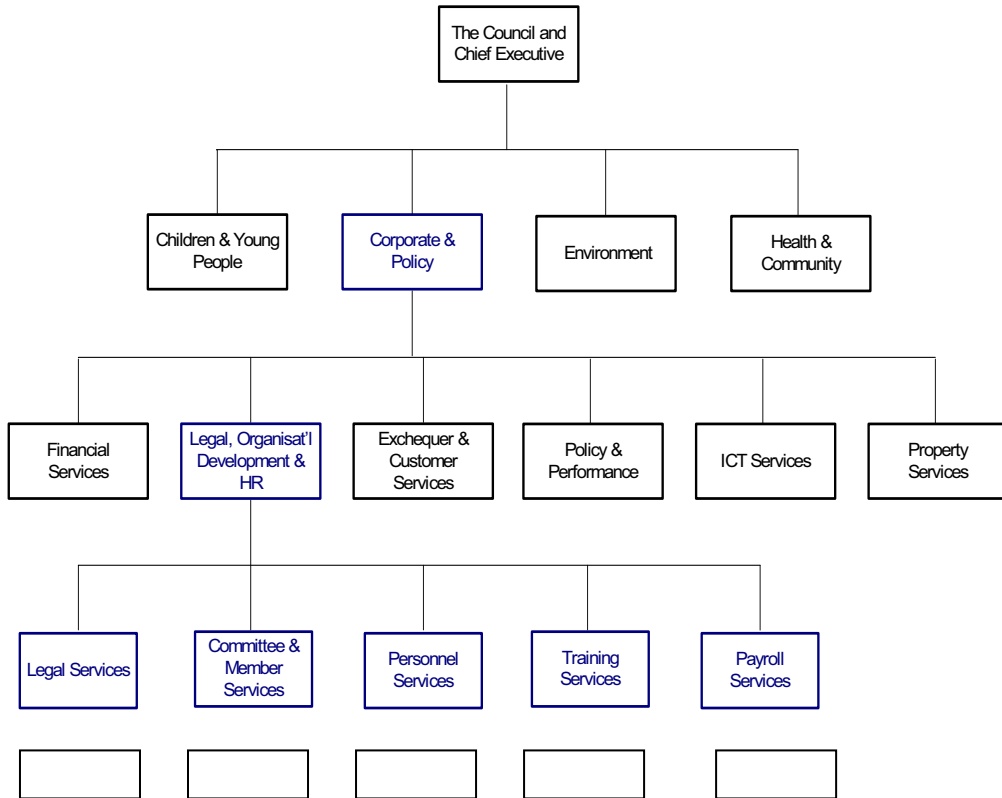 The Council and
Chief Executive
Children & Young
People
Corporate &
Policy
Environment
Health &
Community
Financial
Services
Legal, Organisat'l
Development &
HR
Exchequer &
Customer
Services
Policy &
Performance
ICT Services
Property
Services
Legal Services
Committee &
Member
Services
Personnel
Services
Training
Services
Payroll
Services